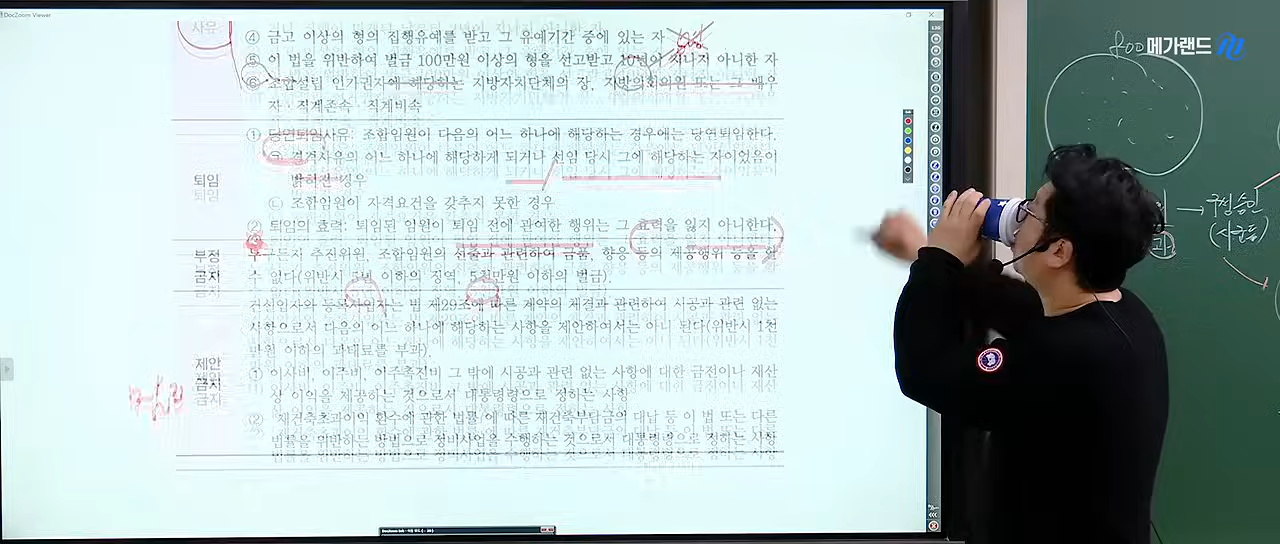 DocZoom Viewer
800
메가랜드
사유
④ 금고 이상의 형의 집행유예를 받고 그 유예기간 중에 있는 자
⑤ 이 법을 위반하여 벌금 100만원 이상의 형을 선고받고 10년이 지나지 아니한 자
⑥ 조합설립 인가권자에 해당하는 지방자치단체의 장, 지방의회의원 또는 그 배우
자·직계존속·직계비속
퇴임
① 당연퇴임사유: 조합임원이 다음의 어느 하나에 해당하는 경우에는 당연퇴임한다.
㉠ 결격사유의 어느 하나에 해당하게 되거나 선임 당시 그에 해당하는 자이었음이
밝혀진 경우
㉡ 조합임원이 자격요건을 갖추지 못한 경우
② 퇴임의 효력: 퇴임된 임원이 퇴임 전에 관여한 행위는 그 효력을 잃지 아니한다.
부정
금지
누구든지 추진위원, 조합임원의 선출과 관련하여 금품, 향응 등의 제공행위 등을 할
수 없다(위반시 5년 이하의 징역, 5천만원 이하의 벌금).
제안
금지
건설업자와 등록사업자는 법 제29조에 따른 계약의 체결과 관련하여 시공과 관련 없는
사항으로서 다음의 어느 하나에 해당하는 사항을 제안하여서는 아니 된다(위반시 1천
만원 이하의 과태료를 부과).
① 이사비, 이주비, 이주촉진비 그 밖에 시공과 관련 없는 사항에 대한 금전이나 재산
상 이익을 제공하는 것으로서 대통령령으로 정하는 사항
② 「재건축초과이익 환수에 관한 법률」에 따른 재건축부담금의 대납 등 이 법 또는 다른
법률을 위반하는 방법으로 정비사업을 수행하는 것으로서 대통령령으로 정하는 사항